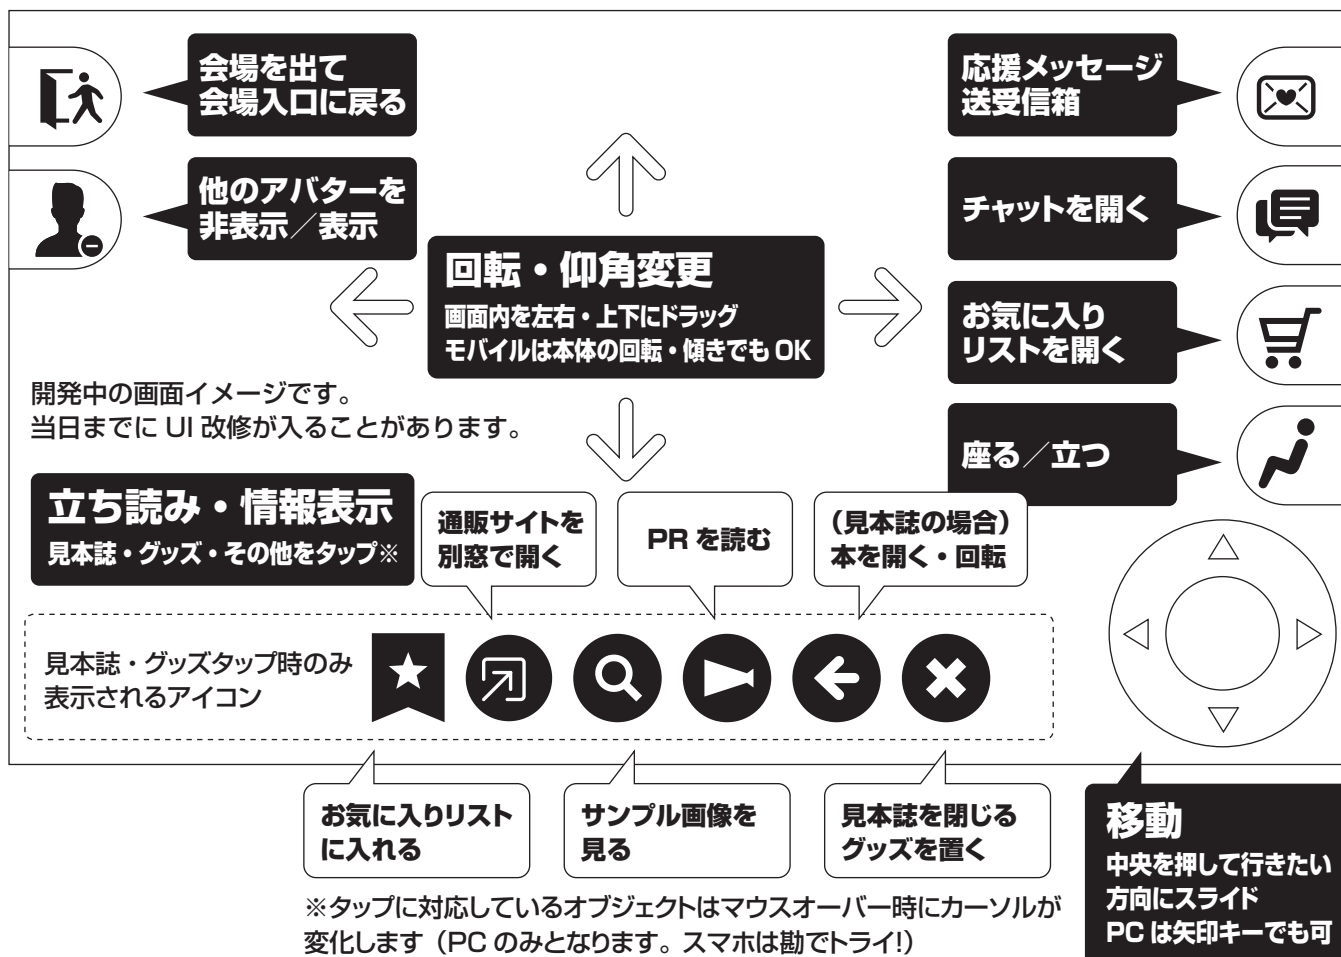 会場を出て
会場入口に戻る
他のアバターを
非表示／表示
応援メッセージ
送受信箱
チャットを開く
お気に入り
リストを開く
座る／立つ
回転・仰角変更
画面内を左右・上下にドラッグ
モバイルは本体の回転・傾きでも OK
開発中の画面イメージです。
当日までに UI 改修が入ることがあります。
立ち読み・情報表示
見本誌・グッズ・その他をタップ※
通販サイトを
別窓で開く
PR を読む
（見本誌の場合）
本を開く・回転
見本誌・グッズタップ時のみ
表示されるアイコン
お気に入りリスト
に入れる
サンプル画像を
見る
見本誌を閉じる
グッズを置く
移動
中央を押して行きたい
方向にスライド
PC は矢印キーでも可
※タップに対応しているオブジェクトはマウスオーバー時にカーソルが
変化します（PC のみとなります。スマホは勘でトライ!）